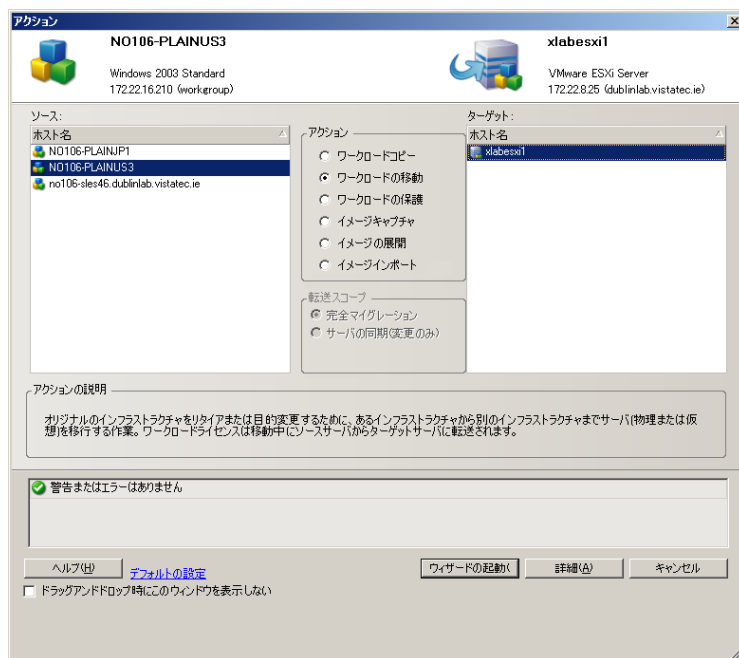 アクション
NO106-PLAINUS3
xlabesxi1
Windows 2003 Standard
172.22.16.210 (workgroup)
VMware ESXi Server
172.22.8.25 (dublinlab.vistatec.ie)
ソース:
ターゲット:
ホスト名
NO106-PLAINJP1
NO106-PLAINUS3
no106-sles46.dublinlab.vistatec.ie
アクション
ワークロードコピー
ワークロードの移動
ワークロードの保護
イメージキャプチャ
イメージの展開
イメージインポート
転送スコープ
完全マイグレーション
サーバの同期(変更のみ)
ホスト名
xlabesxi1
アクションの説明
オリジナルのインフラストラクチャをリタイアまたは目的変更するために、あるインフラストラクチャから別のインフラストラクチャまでサーバ(物理または仮
想)を移行する作業。ワークロードライセンスは移動中にソースサーバからターゲットサーバに転送されます。
警告またはエラーはありません
ヘルプ(H)
デフォルトの設定
ウィザードの起動(
詳細(A)
キャンセル
ドラッグアンドドロップ時にこのウィンドウを表示しない